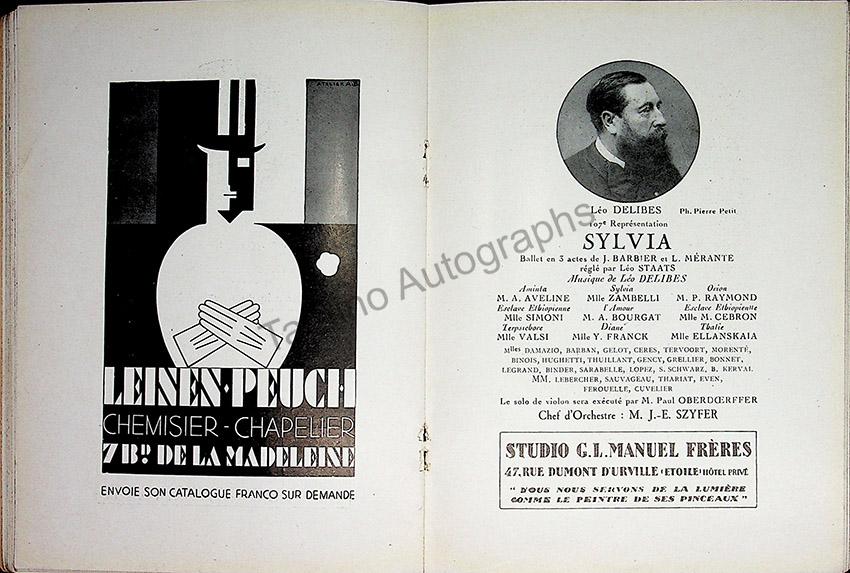 ATELIER A.B
LEINEN-PEUCH
CHEMISIER - CHAPELIER
7 Bᴰ DE LA MADELEINE
ENVOIE SON CATALOGUE FRANCO SUR DEMANDE
Léo DELIBES Ph. Pierre Petit
107e Représentation
SYLVIA
Ballet en 3 actes de J. BARBIER et L. MÉRANTE
réglé par Léo STAATS
Musique de Léo DELIBES
Aminta Sylvia Orion
M. A. AVELINE Mlle ZAMBELLI M. P. RAYMOND
Esclave Ethiopienne l'Amour Esclave Ethiopienne
Mlle SIMONI M. A. BOURGAT Mlle M. CEBRON
Terpsichore Diane Thalie
Mlle VALSI Mlle Y. FRANCK Mlle ELLANSKAIA
Mlles DAMAZIO, BARBAN, GELOT, CERES, TERVOORT, MORENTÉ,
BINOIS, HUGHETTI, THUILLANT, GENCY, GRELLIER, BONNET,
LEGRAND, BINDER, SARABELLE, LOPEZ, S. SCHWARZ, B. KERVAL
MM. LEBERCHER, SAUVAGEAU, THARIAT, EVEN,
FEROUELLE, CUVELIER
Le solo de violon sera exécuté par M. Paul OBERDŒRFFER
Chef d'Orchestre : M. J.-E. SZYFER
STUDIO G.L. MANUEL FRÈRES
47, RUE DUMONT D'URVILLE (ETOILE) HÔTEL PRIVÉ
" NOUS NOUS SERVONS DE LA LUMIÈRE
COMME LE PEINTRE DE SES PINCEAUX "
Tamino Autographs